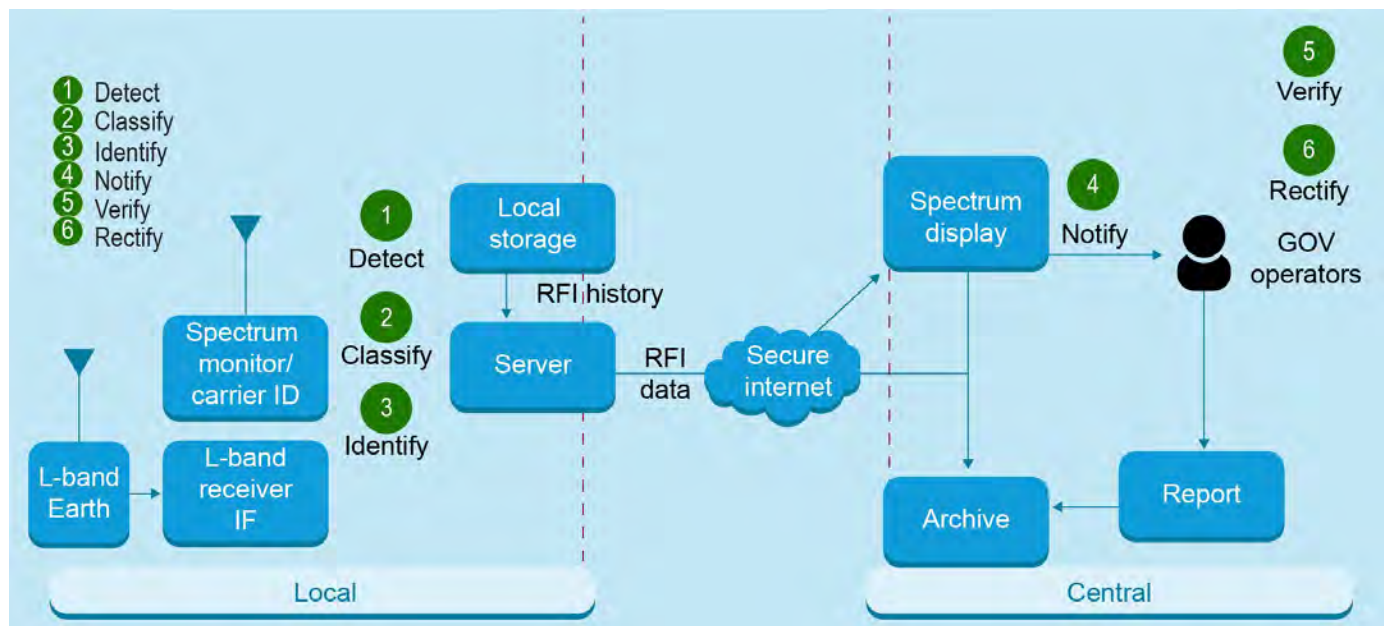 1 Detect
2 Classify
3 Identify
4 Notify
5 Verify
6 Rectify
Spectrum
monitor/
carrier ID
L-band
Earth
L-band
receiver
IF
1
Detect
2
Classify
3
Identify
Local
storage
RFI history
Server
RFI
data
Secure
internet
Spectrum
display
4
Notify
5
Verify
6
Rectify
GOV
operators
Archive
Report
Local
Central